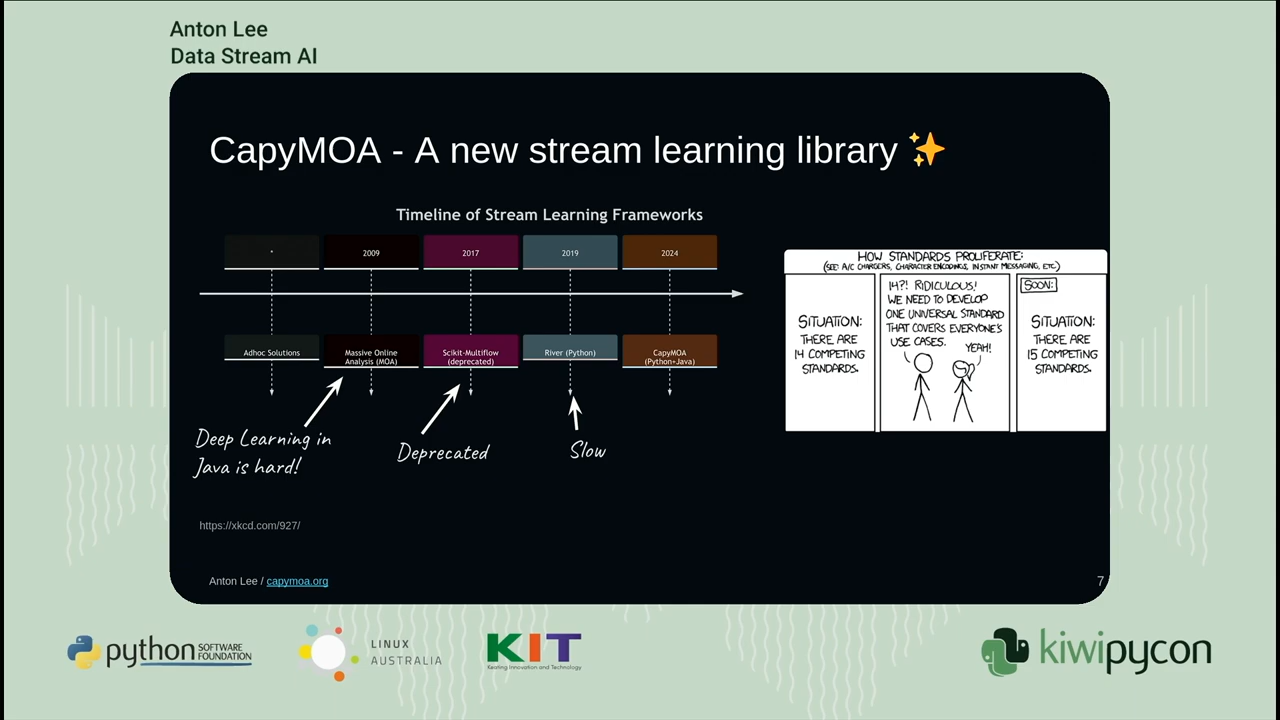 Anton Lee
Data Stream AI
CapyMOA - A new stream learning library ✨
Timeline of Stream Learning Frameworks
*
2009
2017
2019
2024
Adhoc Solutions
Massive Online
Analysis (MOA)
Scikit-Multiflow
(deprecated)
River (Python)
CapyMOA
(Python+Java)
Deep Learning in
Java is hard!
Deprecated
Slow
HOW STANDARDS PROLIFERATE:
(SEE: A/C CHARGERS, CHARACTER ENCODINGS, INSTANT MESSAGING, ETC.)
SITUATION:
THERE ARE
14 COMPETING
STANDARDS.
14?! RIDICULOUS!
WE NEED TO DEVELOP
ONE UNIVERSAL STANDARD
THAT COVERS EVERYONE'S
USE CASES.
YEAH!
SOON:
SITUATION:
THERE ARE
15 COMPETING
STANDARDS.
https://xkcd.com/927/
Anton Lee / capymoa.org
7
python SOFTWARE
FOUNDATION
LINUX
AUSTRALIA
KIT
Keating Innovation and Technology
kiwipycon